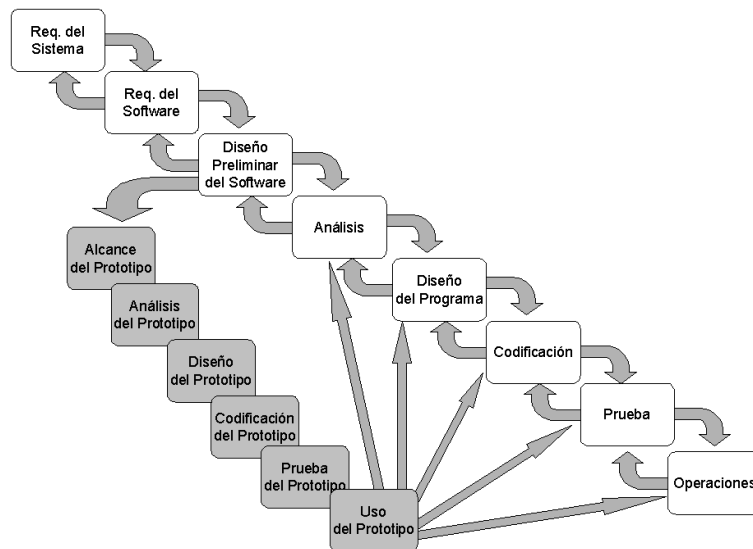 Req. del
Sistema
Req. del
Software
Diseño
Preliminar
del Software
Análisis
Diseño
del Programa
Codificación
Prueba
Operaciones
Alcance
del Prototipo
Análisis
del Prototipo
Diseño
del Prototipo
Codificación
del Prototipo
Prueba
del Prototipo
Uso
del Prototipo